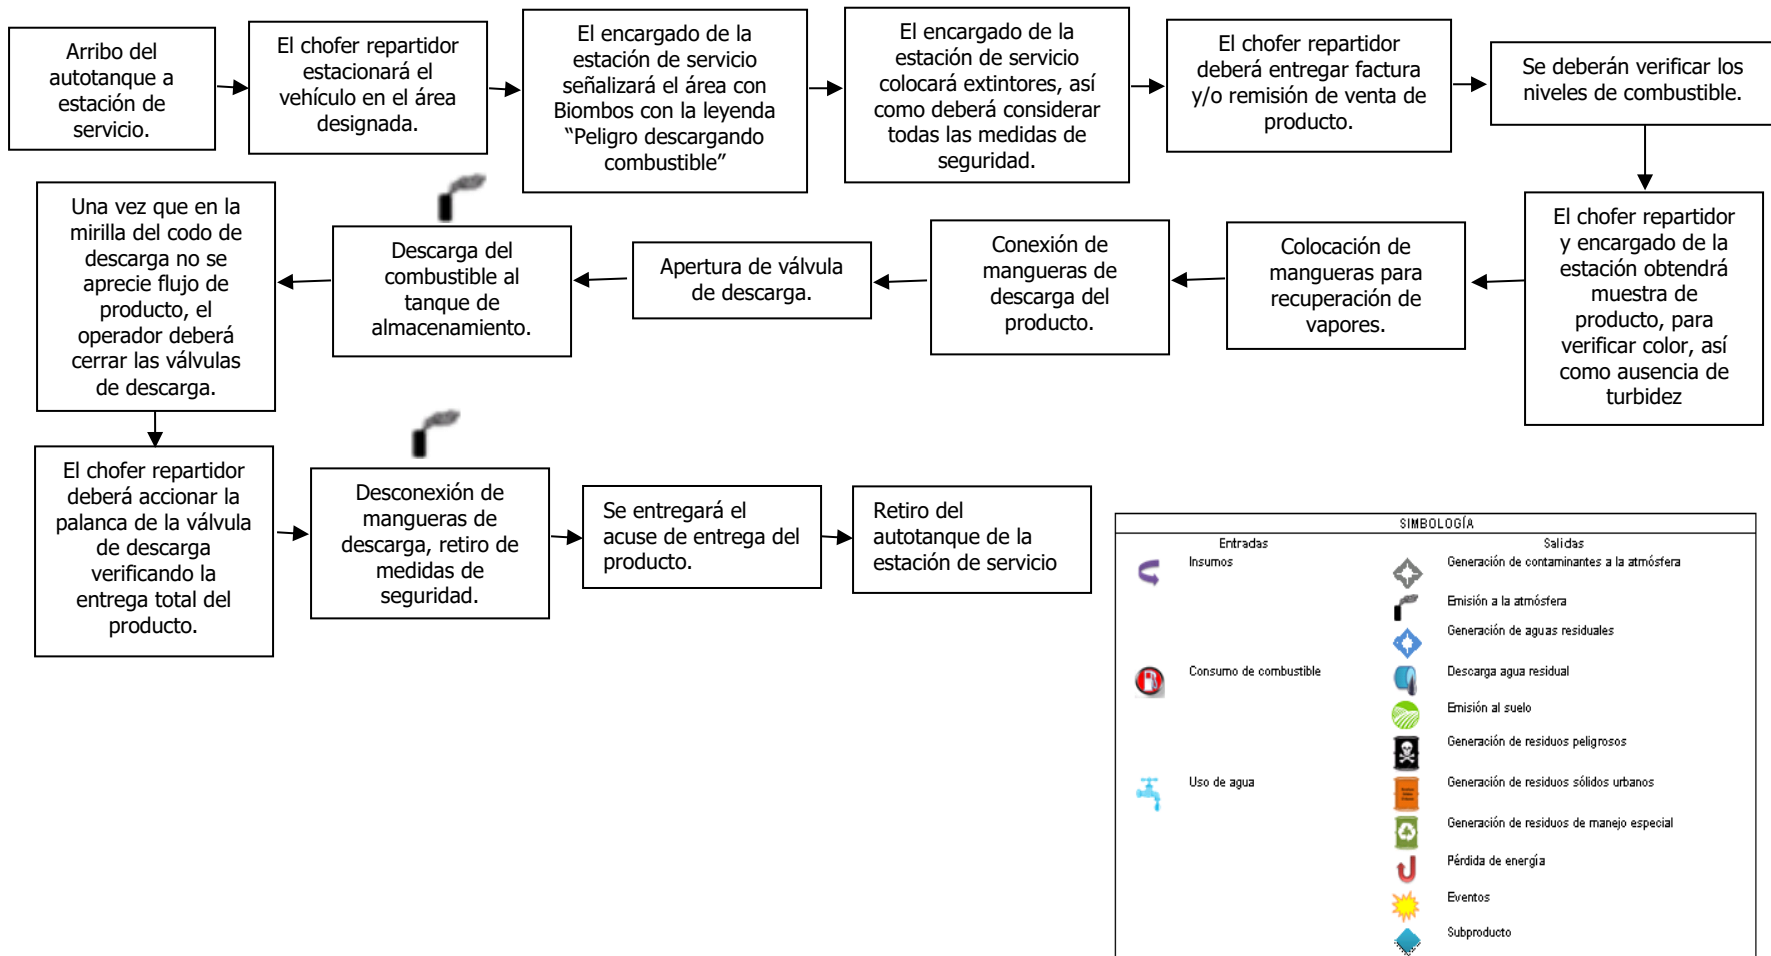 Arribo del
autotanque a
estación de
servicio.
El chofer repartidor
estacionará el
vehículo en el área
designada.
El encargado de la
estación de servicio
señalizará el área con
Biombos con la leyenda
“Peligro descargando
combustible”
El encargado de la
estación de servicio
colocará extintores, así
como deberá considerar
todas las medidas de
seguridad.
El chofer repartidor
deberá entregar factura
y/o remisión de venta de
producto.
Se deberán verificar los
niveles de combustible.
El chofer repartidor
y encargado de la
estación obtendrá
muestra de
producto, para
verificar color, así
como ausencia de
turbidez
Colocación de
mangueras para
recuperación de
vapores.
Conexión de
mangueras de
descarga del
producto.
Apertura de válvula
de descarga.
Descarga del
combustible al
tanque de
almacenamiento.
Una vez que en la
mirilla del codo de
descarga no se
aprecie flujo de
producto, el
operador deberá
cerrar las válvulas
de descarga.
El chofer repartidor
deberá accionar la
palanca de la válvula
de descarga
verificando la
entrega total del
producto.
Desconexión de
mangueras de
descarga, retiro de
medidas de
seguridad.
Se entregará el
acuse de entrega del
producto.
Retiro del
autotanque de la
estación de servicio
SIMBOLOGÍA
Entradas
Insumos
Consumo de combustible
Uso de agua
Salidas
Generación de contaminantes a la atmósfera
Emisión a la atmósfera
Generación de aguas residuales
Descarga agua residual
Emisión al suelo
Generación de residuos peligrosos
Generación de residuos sólidos urbanos
Generación de residuos de manejo especial
Pérdida de energía
Eventos
Subproducto